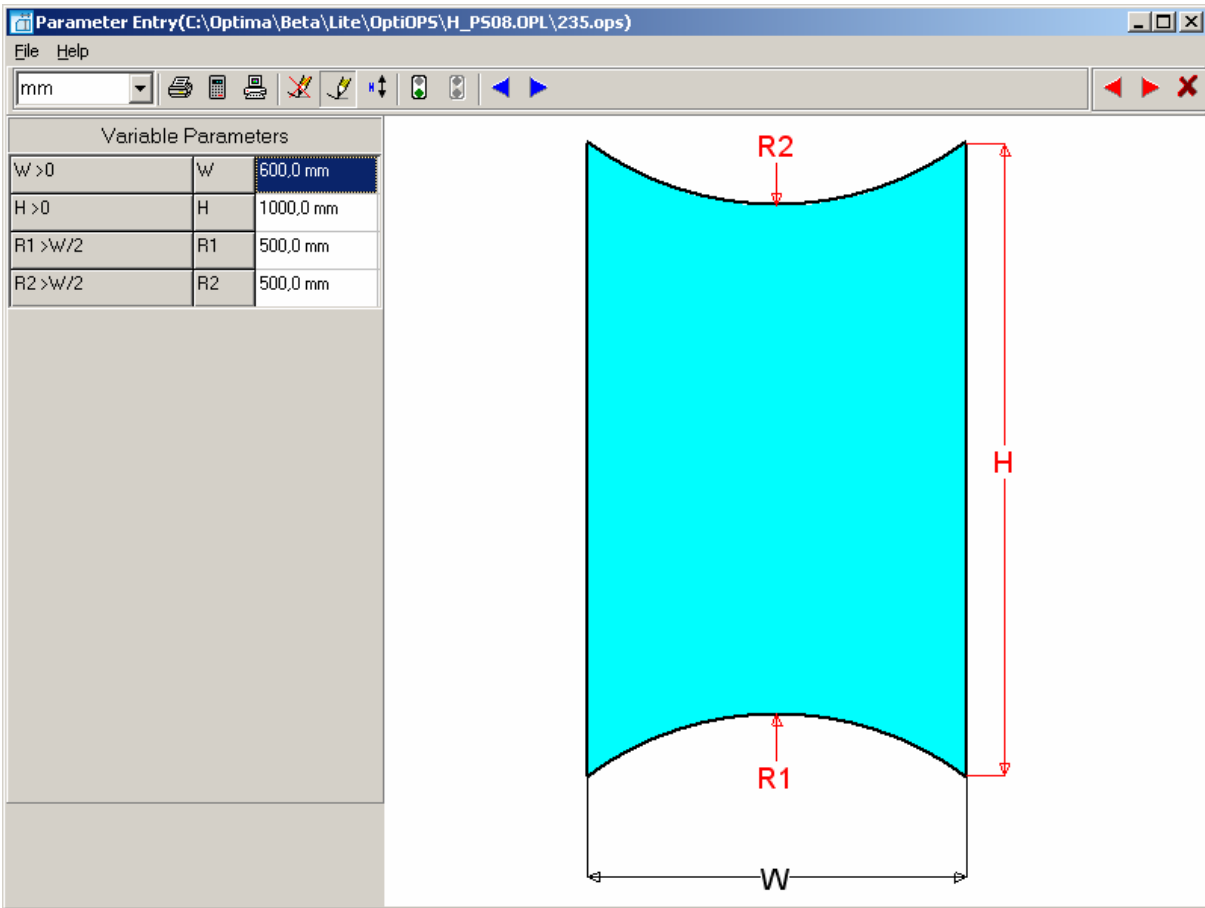 Parameter Entry(C:\Optima\Beta\Lite\OptiOPS\H_PS08.OPL\235.ops)
File Help
mm
H
Variable Parameters
W >0 W 600,0 mm
H >0 H 1000,0 mm
R1 >W/2 R1 500,0 mm
R2 >W/2 R2 500,0 mm
R2
H
R1
W